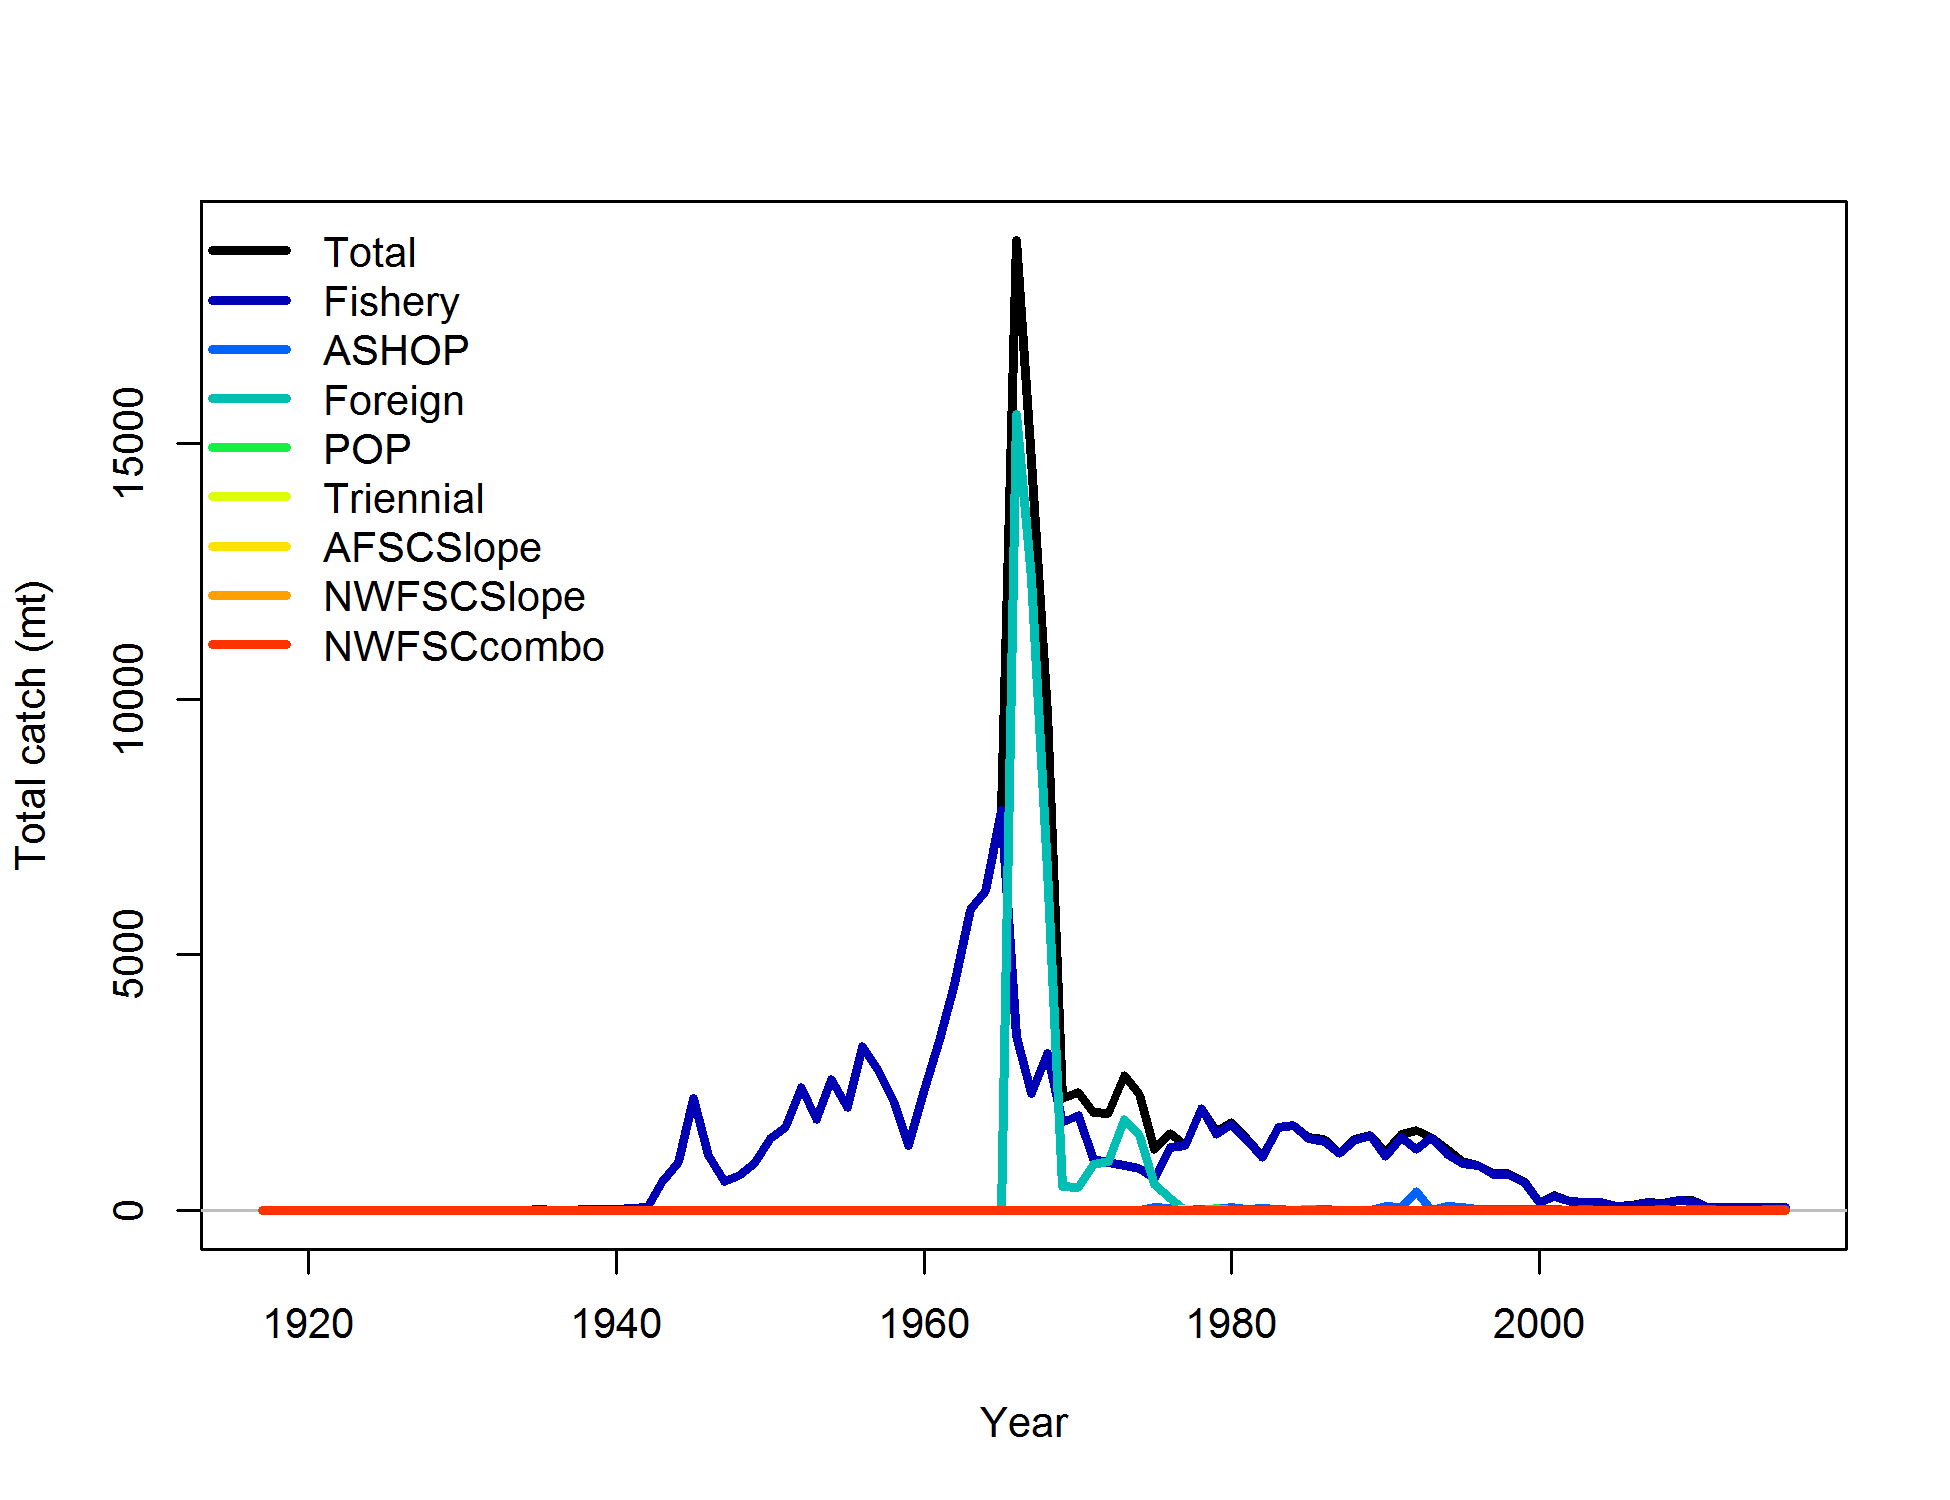 Total
Fishery
ASHOP
Foreign
POP
Triennial
AFSCSlope
NWFSCSlope
NWFSCcombo
Total catch (mt)
15000
10000
5000
0
1920 1940 1960 1980 2000
Year